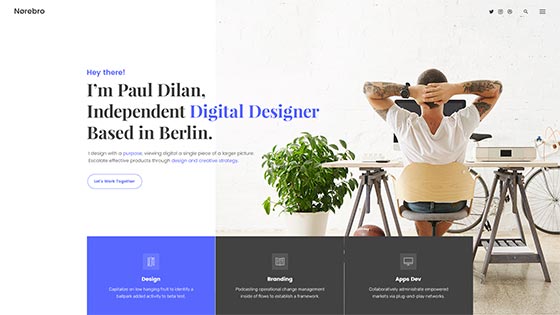 Nørebro
Hey there!
I'm Paul Dilan,
Independent Digital Designer
Based in Berlin.
I design with a purpose, viewing digital a single piece of a larger picture.
Escalate effective products through design and creative strategy.
Let's Work Together
Design
Capitalize on low hanging fruit to identify a
ballpark added activity to beta test.
Branding
Podcasting operational change management
inside of flows to establish a framework.
Apps Dev
Collaboratively administrate empowered
markets via plug-and-play networks.